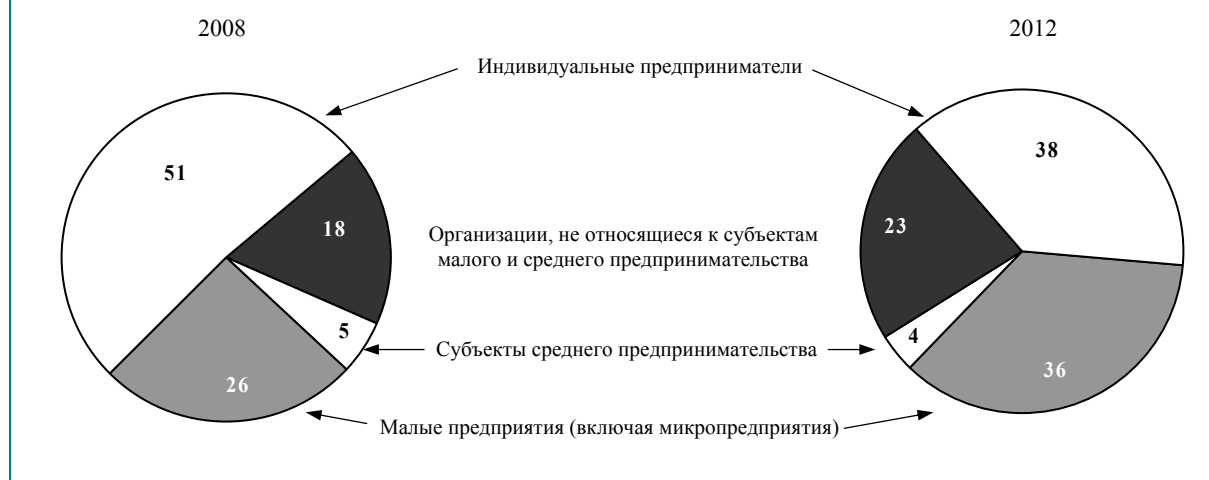 2008
2012
Индивидуальные предприниматели
51
38
18
23
Организации, не относящиеся к субъектам
малого и среднего предпринимательства
5
4
Субъекты среднего предпринимательства
26
36
Малые предприятия (включая микропредприятия)